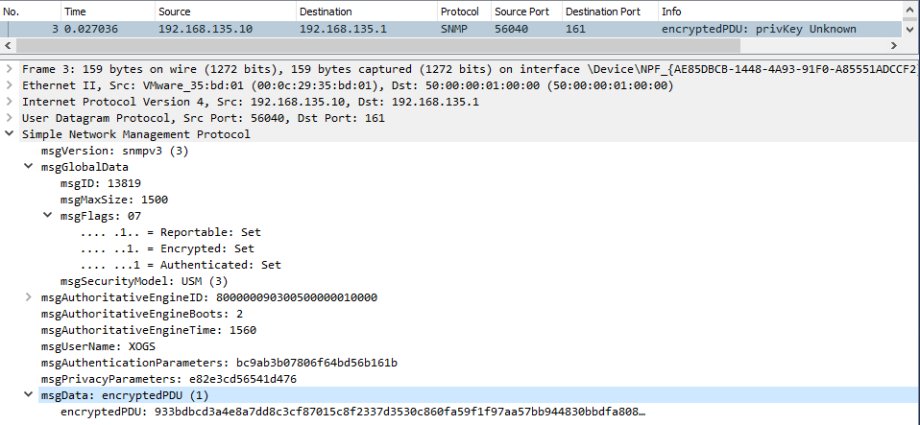 No. Time Source Destination Protocol Source Port Destination Port Info
3 0.027036 192.168.135.10 192.168.135.1 SNMP 56040 161 encryptedPDU: privKey Unknown
Frame 3: 159 bytes on wire (1272 bits), 159 bytes captured (1272 bits) on interface \Device\NPF_{AE85DBCB-1448-4A93-91F0-A85551ADCCF2
Ethernet II, Src: VMware_35:bd:01 (00:0c:29:35:bd:01), Dst: 50:00:00:01:00:00 (50:00:00:01:00:00)
Internet Protocol Version 4, Src: 192.168.135.10, Dst: 192.168.135.1
User Datagram Protocol, Src Port: 56040, Dst Port: 161
Simple Network Management Protocol
msgVersion: snmpv3 (3)
msgGlobalData
msgID: 13819
msgMaxSize: 1500
msgFlags: 07
.... .1.. = Reportable: Set
.... ..1. = Encrypted: Set
.... ...1 = Authenticated: Set
msgSecurityModel: USM (3)
msgAuthoritativeEngineID: 800000090300500000010000
msgAuthoritativeEngineBoots: 2
msgAuthoritativeEngineTime: 1560
msgUserName: XOGS
msgAuthenticationParameters: bc9ab3b07806f64bd56b161b
msgPrivacyParameters: e82e3cd56541d476
msgData: encryptedPDU (1)
encryptedPDU: 933bdbcd3a4e8a7dd8c3cf87015c8f2337d3530c860fa59f1f97aa57bb944830bbdfa808…